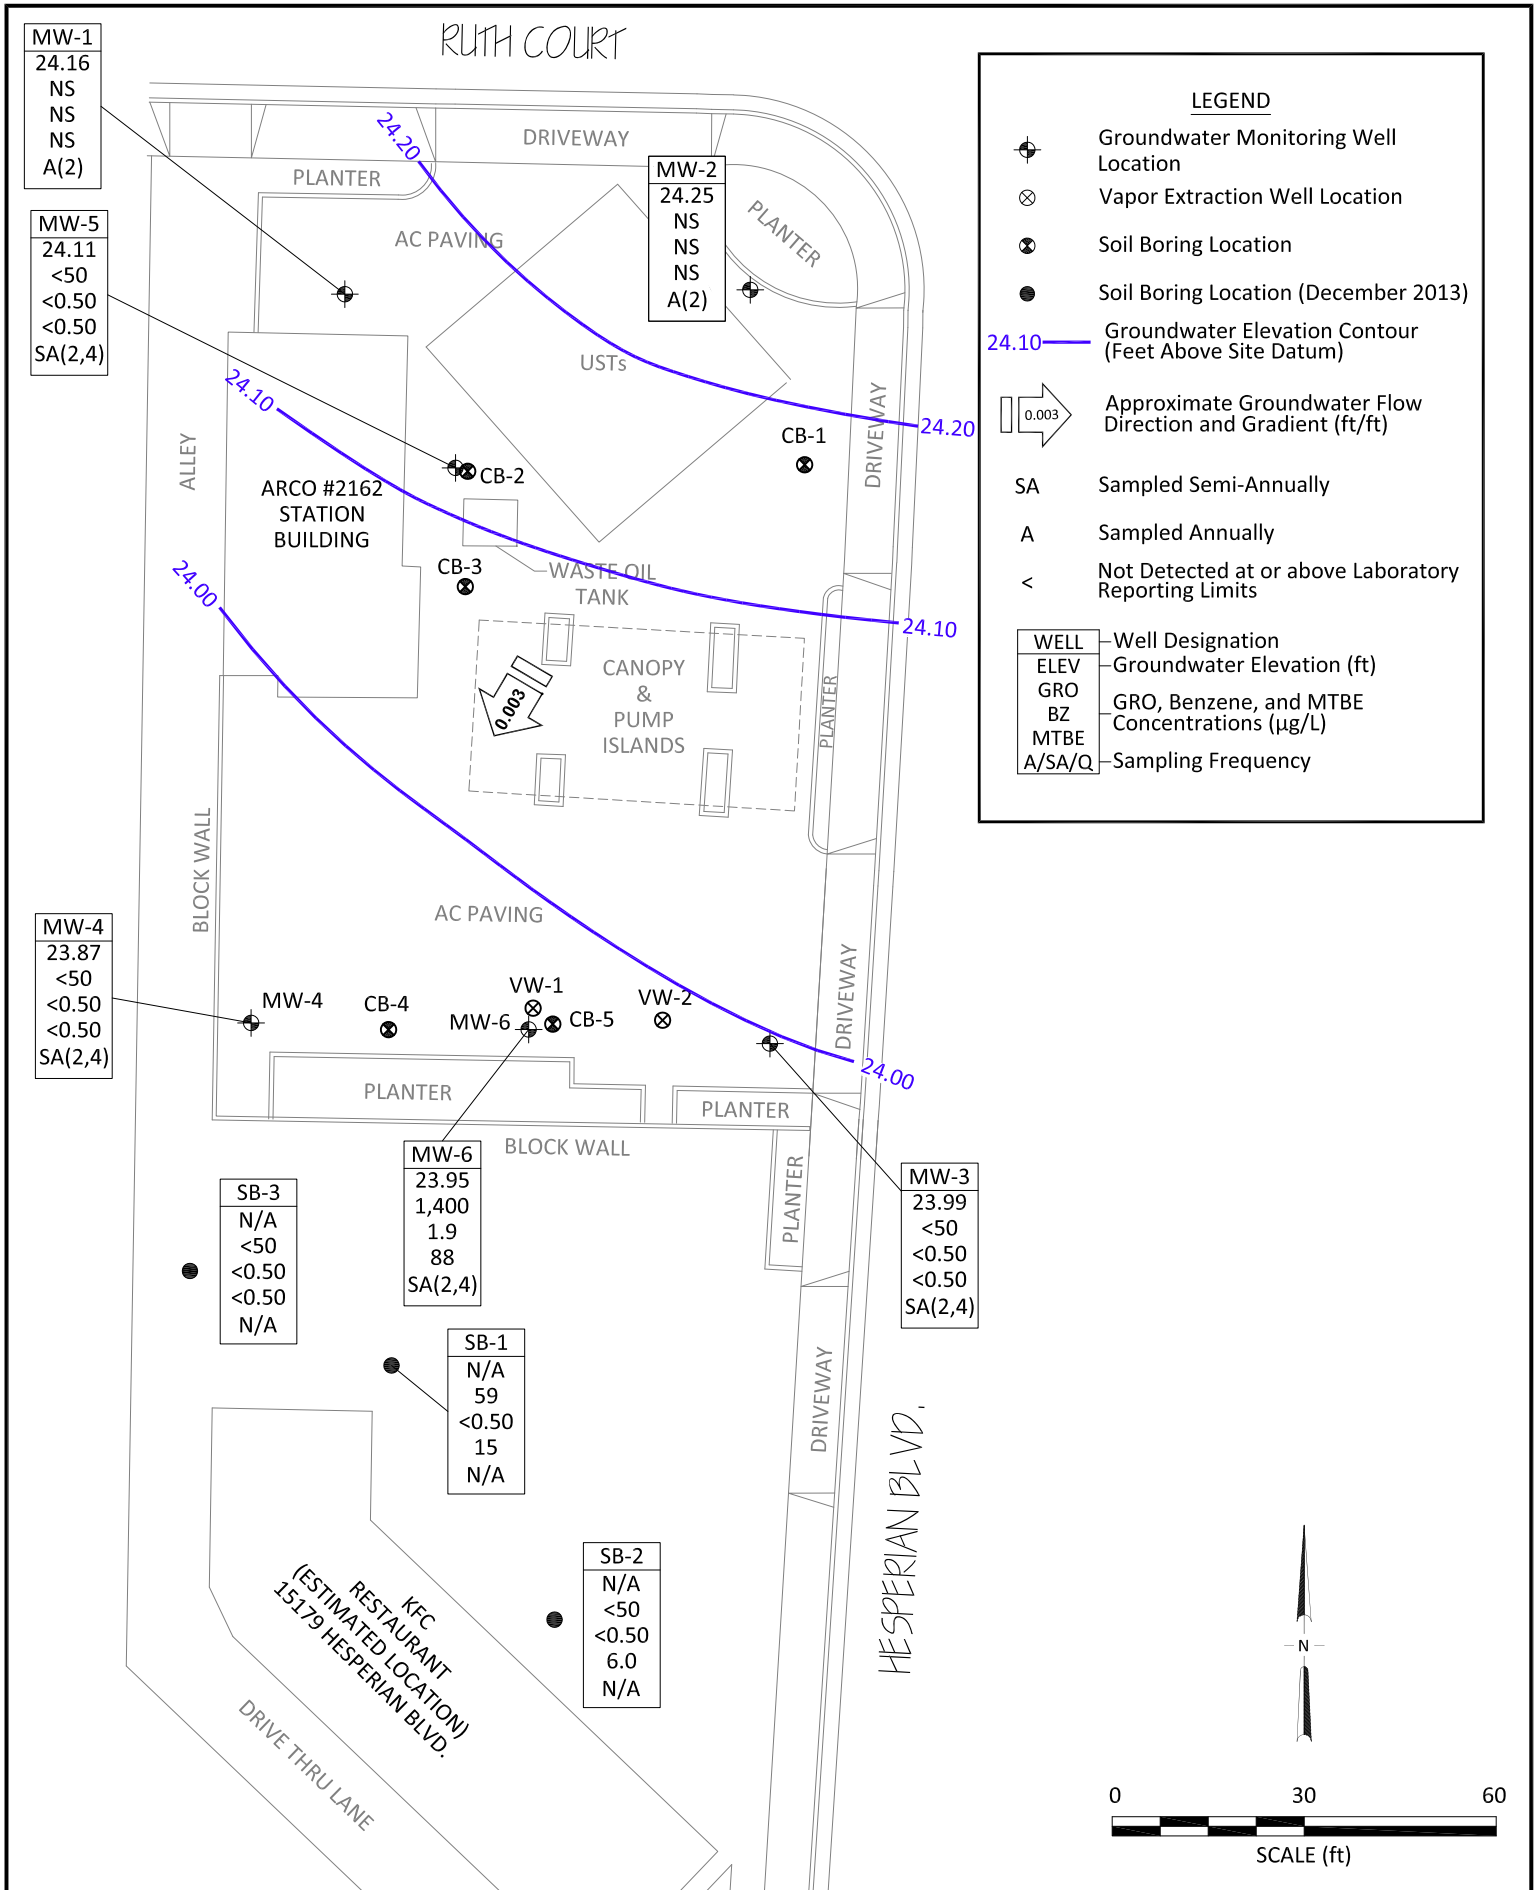 RUTH COURT
MW-1
24.16
NS
NS
NS
A(2)
MW-5
24.11
<50
<0.50
<0.50
SA(2,4)
24.20
DRIVEWAY
PLANTER
AC PAVING
MW-2
24.25
NS
NS
NS
A(2)
PLANTER
USTs
24.10
24.20
CB-1
DRIVEWAY
ALLEY
CB-2
ARCO #2162
STATION
BUILDING
CB-3
WASTE OIL
TANK
24.00
24.10
CANOPY
&
PUMP
ISLANDS
0.003
PLANTER
BLOCK WALL
AC PAVING
MW-4
23.87
<50
<0.50
<0.50
SA(2,4)
MW-4
CB-4
VW-1
MW-6
CB-5
VW-2
DRIVEWAY
24.00
PLANTER
PLANTER
BLOCK WALL
MW-6
23.95
1,400
1.9
88
SA(2,4)
PLANTER
MW-3
23.99
<50
<0.50
<0.50
SA(2,4)
SB-3
N/A
<50
<0.50
<0.50
N/A
SB-1
N/A
59
<0.50
15
N/A
DRIVEWAY
HESPERIAN BLVD.
SB-2
N/A
<50
<0.50
6.0
N/A
KFC
RESTAURANT
(ESTIMATED LOCATION)
15179 HESPERIAN BLVD.
DRIVE THRU LANE
LEGEND
Groundwater Monitoring Well
Location
Vapor Extraction Well Location
Soil Boring Location
Soil Boring Location (December 2013)
24.10
Groundwater Elevation Contour
(Feet Above Site Datum)
0.003
Approximate Groundwater Flow
Direction and Gradient (ft/ft)
SA
Sampled Semi-Annually
A
Sampled Annually
<
Not Detected at or above Laboratory
Reporting Limits
WELL
Well Designation
ELEV
Groundwater Elevation (ft)
GRO
BZ
MTBE
GRO, Benzene, and MTBE
Concentrations (µg/L)
A/SA/Q
Sampling Frequency
N
0 30 60
SCALE (ft)